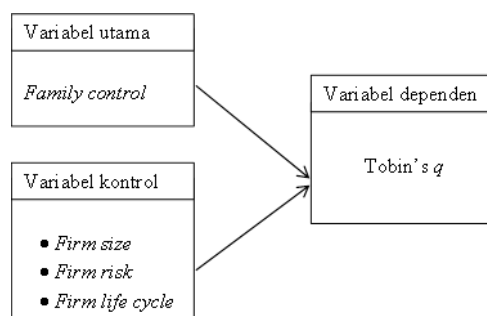 Variabel utama
Family control
Variabel dependen
Tobin's q
Variabel kontrol
• Firm size
• Firm risk
• Firm life cycle